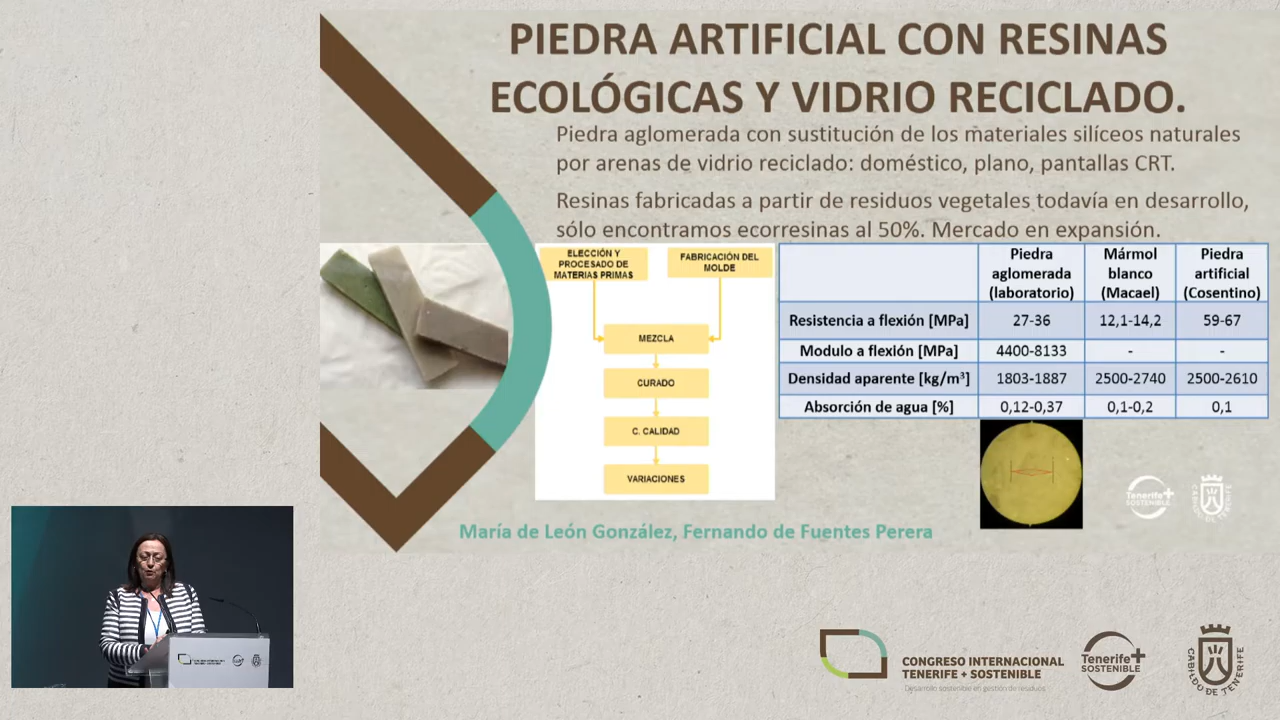 PIEDRA ARTIFICIAL CON RESINAS
ECOLÓGICAS Y VIDRIO RECICLADO.
Piedra aglomerada con sustitución de los materiales silíceos naturales
por arenas de vidrio reciclado: doméstico, plano, pantallas CRT.
Resinas fabricadas a partir de residuos vegetales todavía en desarrollo,
sólo encontramos ecorresinas al 50%. Mercado en expansión.
ELECCIÓN Y
PROCESADO DE
MATERIAS PRIMAS
FABRICACIÓN DEL
MOLDE
MEZCLA
CURADO
C. CALIDAD
VARIACIONES
Piedra aglomerada (laboratorio) Mármol blanco (Macael) Piedra artificial (Cosentino)
Resistencia a flexión [MPa] 27-36 12,1-14,2 59-67
Modulo a flexión [MPa] 4400-8133 - -
Densidad aparente [kg/m³] 1803-1887 2500-2740 2500-2610
Absorción de agua [%] 0,12-0,37 0,1-0,2 0,1
Tenerife+
SOSTENIBLE
CABILDO DE TENERIFE
María de León González, Fernando de Fuentes Perera
CONGRESO INTERNACIONAL
TENERIFE + SOSTENIBLE
Desarrollo sostenible en gestión de residuos
Tenerife+
SOSTENIBLE
CABILDO DE TENERIFE